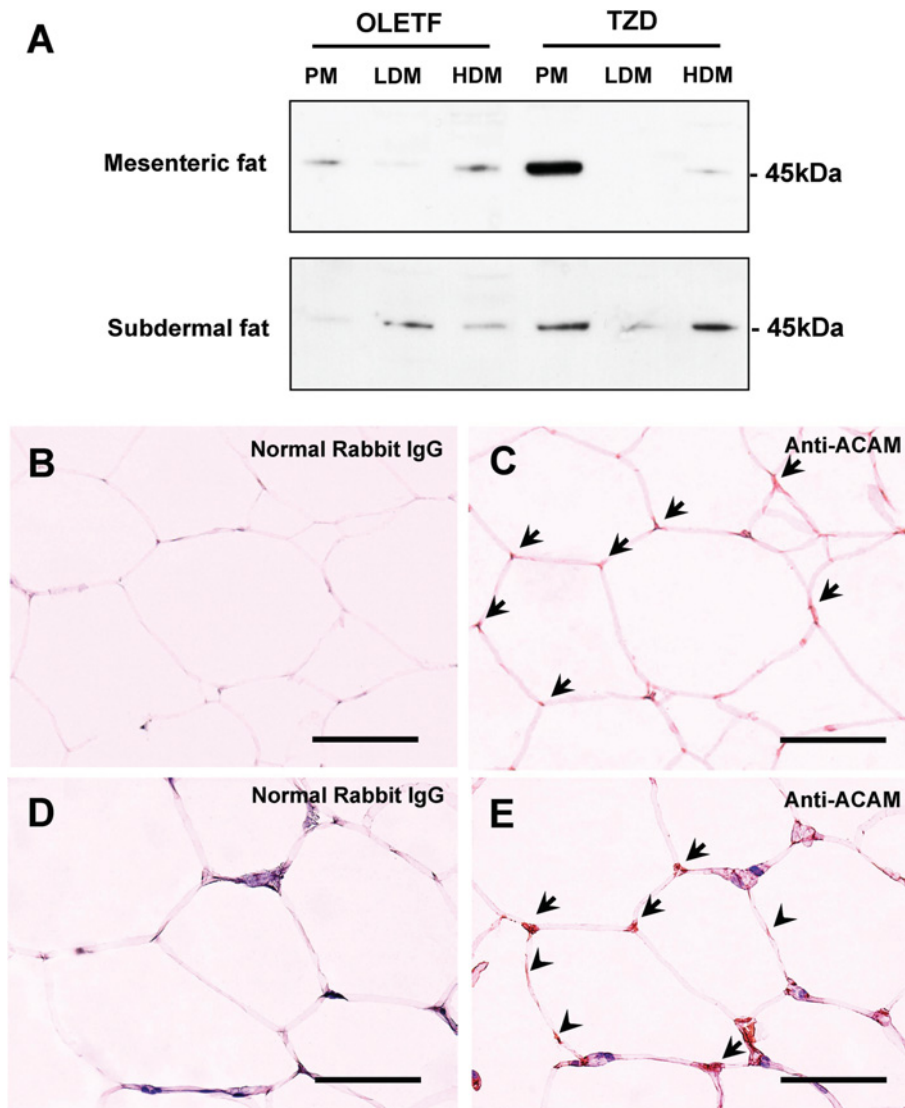 A
OLETF TZD
PM LDM HDM PM LDM HDM
Mesenteric fat - 45kDa
Subdermal fat - 45kDa
B Normal Rabbit IgG
C Anti-ACAM
D Normal Rabbit IgG
E Anti-ACAM